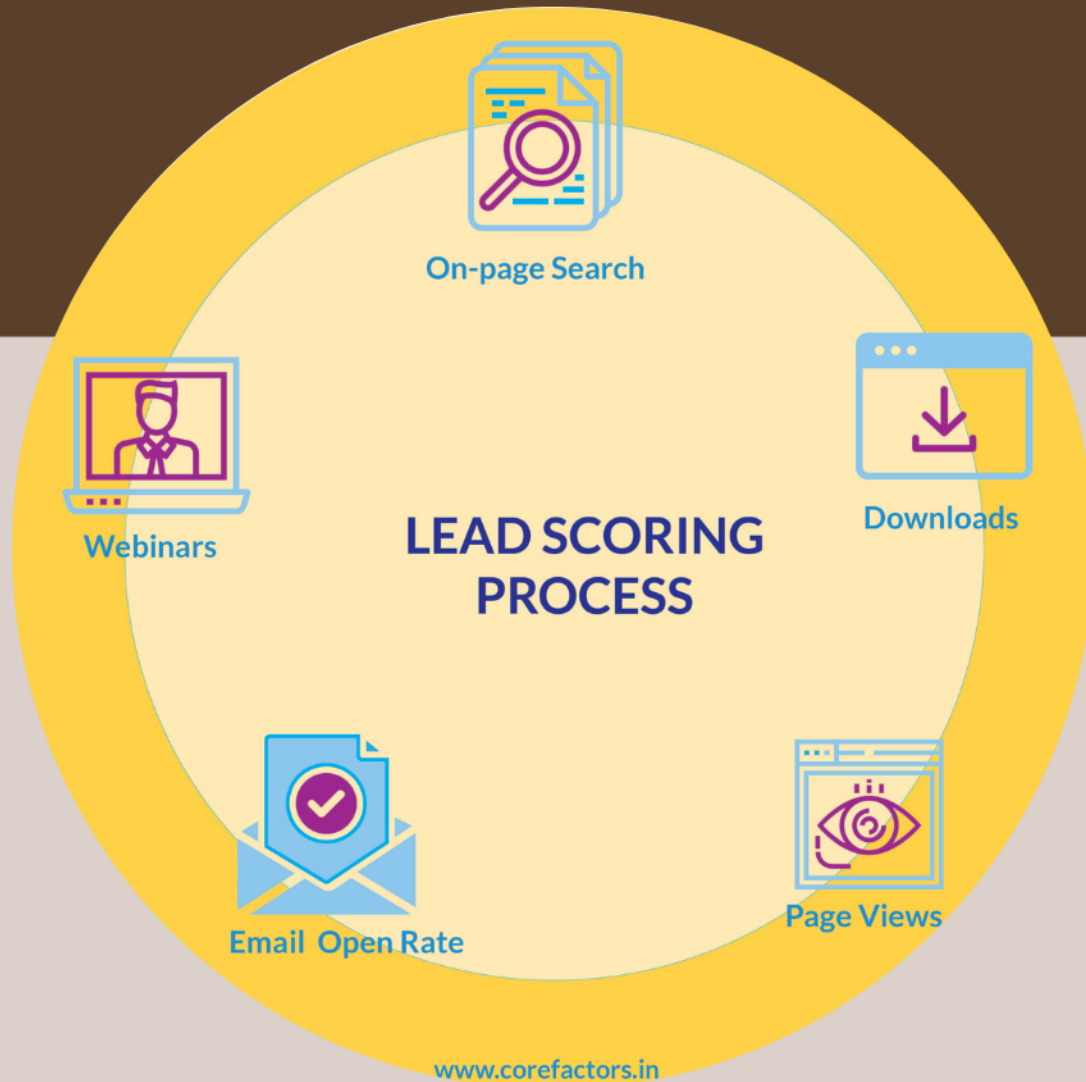 On-page Search
Downloads
Webinars
LEAD SCORING
PROCESS
Page Views
Email Open Rate
www.corefactors.in